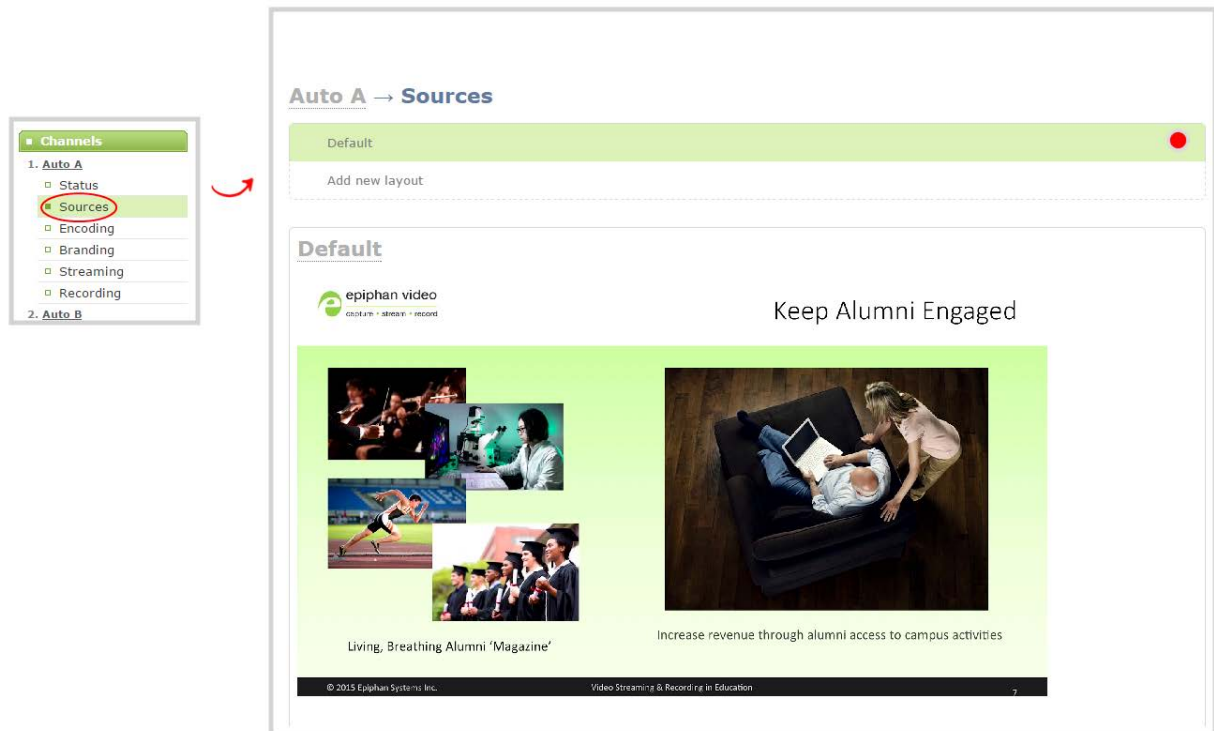 Channels
1. Auto A
Status
Sources
Encoding
Branding
Streaming
Recording
2. Auto B
Auto A → Sources
Default
Add new layout
Default
epiphan video
capture • stream • record
Keep Alumni Engaged
Living, Breathing Alumni ‘Magazine’
Increase revenue through alumni access to campus activities
© 2015 Epiphan Systems Inc.
Video Streaming & Recording in Education
7